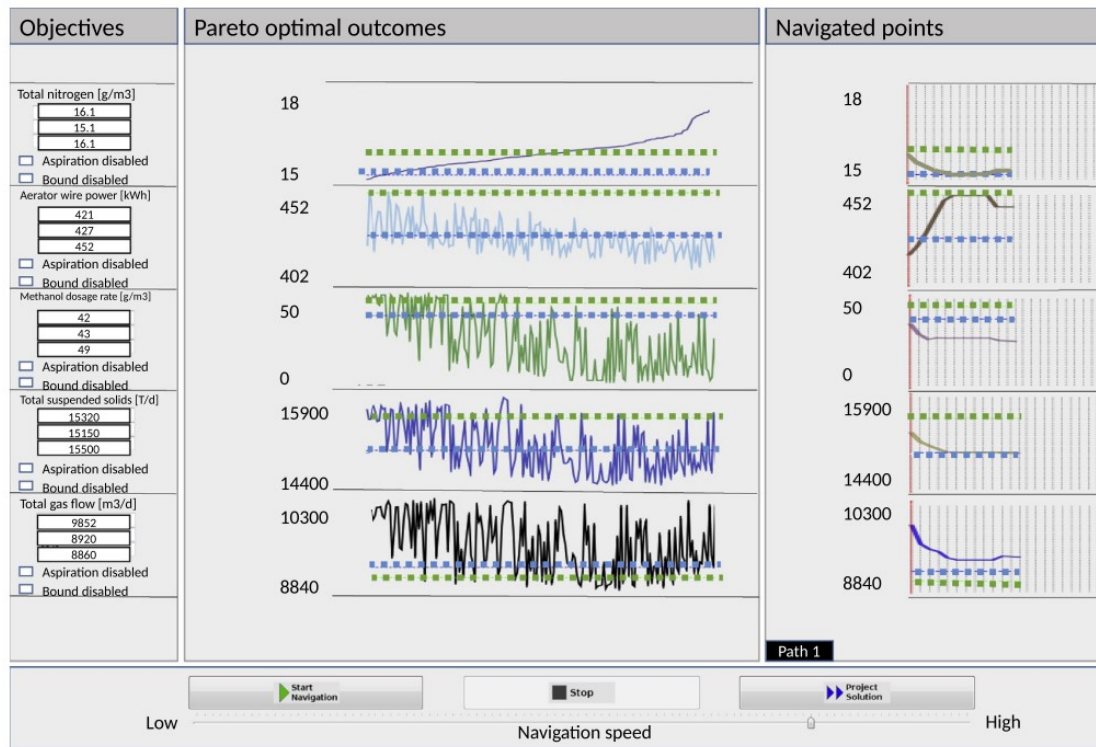 Objectives
Pareto optimal outcomes
Navigated points
Total nitrogen [g/m3]
16.1
15.1
16.1
Aspiration disabled
Bound disabled
18
15
18
15
Aerator wire power [kWh]
421
427
452
Aspiration disabled
Bound disabled
452
402
452
402
Methanol dosage rate [g/m3]
42
43
49
Aspiration disabled
Bound disabled
50
0
50
0
Total suspended solids [T/d]
15320
15150
15500
Aspiration disabled
Bound disabled
15900
14400
15900
14400
Total gas flow [m3/d]
9852
8920
8860
Aspiration disabled
Bound disabled
10300
8840
10300
8840
Path 1
Start
Navigation
Stop
Project
Solution
Low
Navigation speed
High